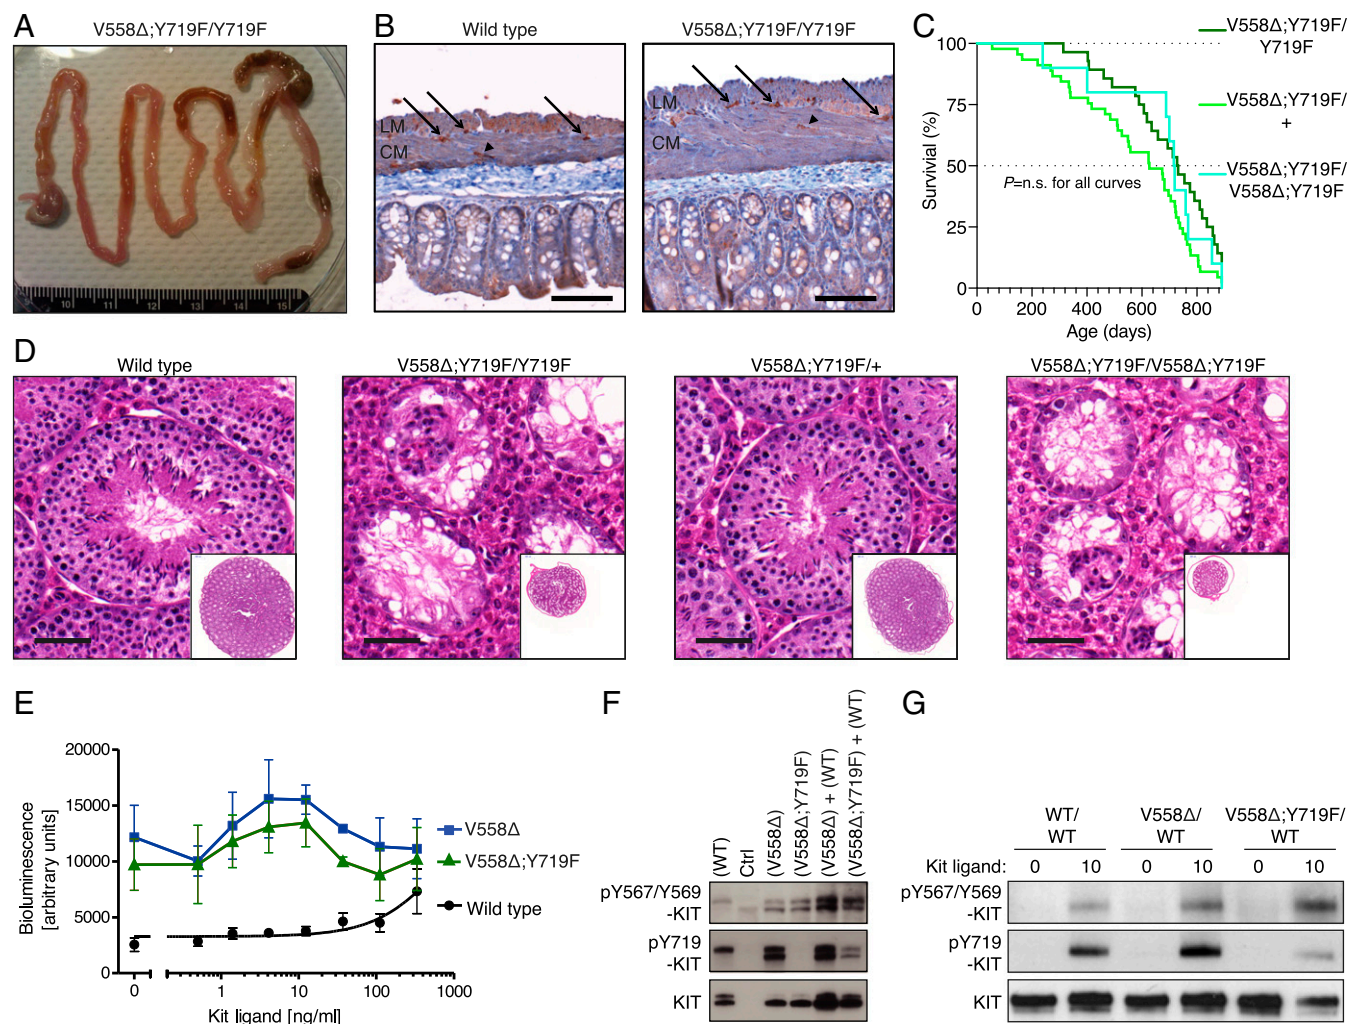 A
V558Δ;Y719F/Y719F
10 11 12 13 14 15
B
Wild type
V558Δ;Y719F/Y719F
LM
CM
LM
CM
C
Survivial (%)
100
75
50
25
0
0 200 400 600 800
Age (days)
P=n.s. for all curves
V558Δ;Y719F/
Y719F
V558Δ;Y719F/
+
V558Δ;Y719F/
V558Δ;Y719F
D
Wild type
V558Δ;Y719F/Y719F
V558Δ;Y719F/+
V558Δ;Y719F/V558Δ;Y719F
E
Bioluminescence
[arbitrary units]
20000
15000
10000
5000
0
0 1 10 100 1000
Kit ligand [ng/ml]
V558Δ
V558Δ;Y719F
Wild type
F
(WT)
Ctrl
(V558Δ)
(V558Δ;Y719F)
(V558Δ) + (WT)
(V558Δ;Y719F) + (WT)
pY567/Y569
-KIT
pY719
-KIT
KIT
G
WT/
WT
V558Δ/
WT
V558Δ;Y719F/
WT
Kit ligand: 0 10 0 10 0 10
pY567/Y569
-KIT
pY719
-KIT
KIT